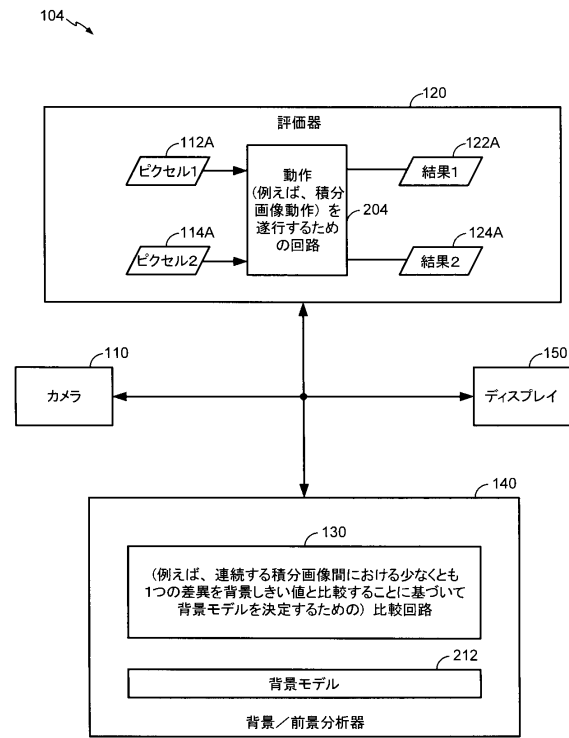 104
120
評価器
112A
ピクセル1
114A
ピクセル2
動作
(例えば、積分
画像動作)を
遂行するため
の回路
204
122A
結果1
124A
結果2
110
カメラ
150
ディスプレイ
140
130
(例えば、連続する積分画像間における少なくとも
1つの差異を背景しきい値と比較することに基づいて
背景モデルを決定するための)比較回路
212
背景モデル
背景/前景分析器